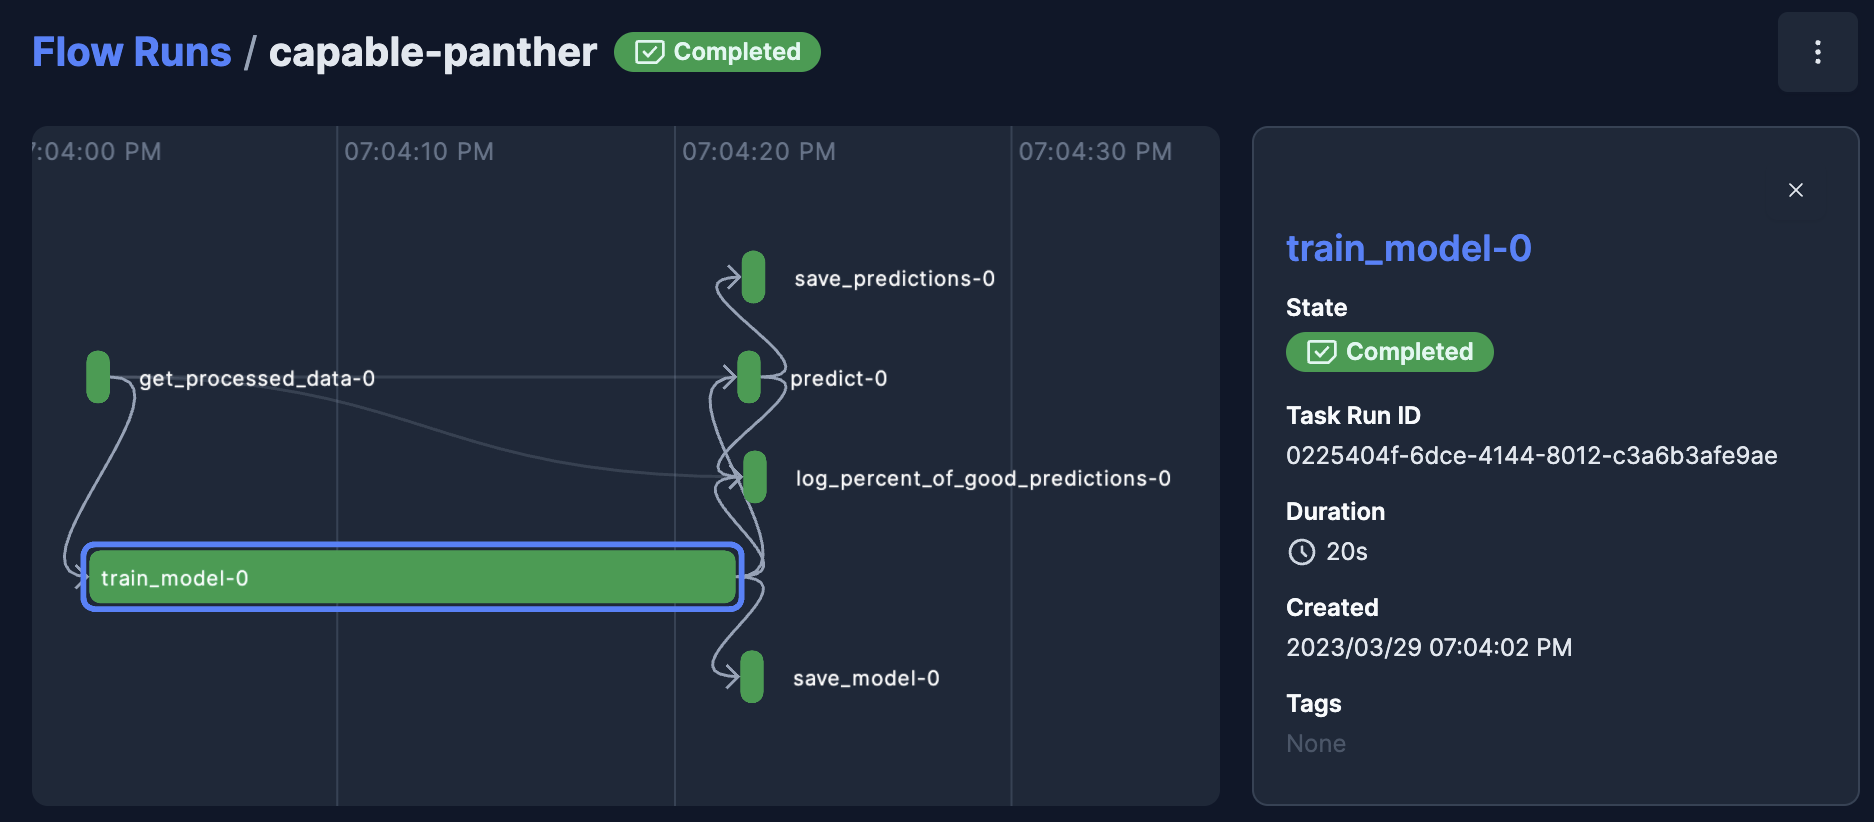 Flow Runs / capable-panther Completed
7:04:00 PM 07:04:10 PM 07:04:20 PM 07:04:30 PM
save_predictions-0
get_processed_data-0
predict-0
log_percent_of_good_predictions-0
train_model-0
save_model-0
train_model-0
State
Completed
Task Run ID
0225404f-6dce-4144-8012-c3a6b3afe9ae
Duration
20s
Created
2023/03/29 07:04:02 PM
Tags
None